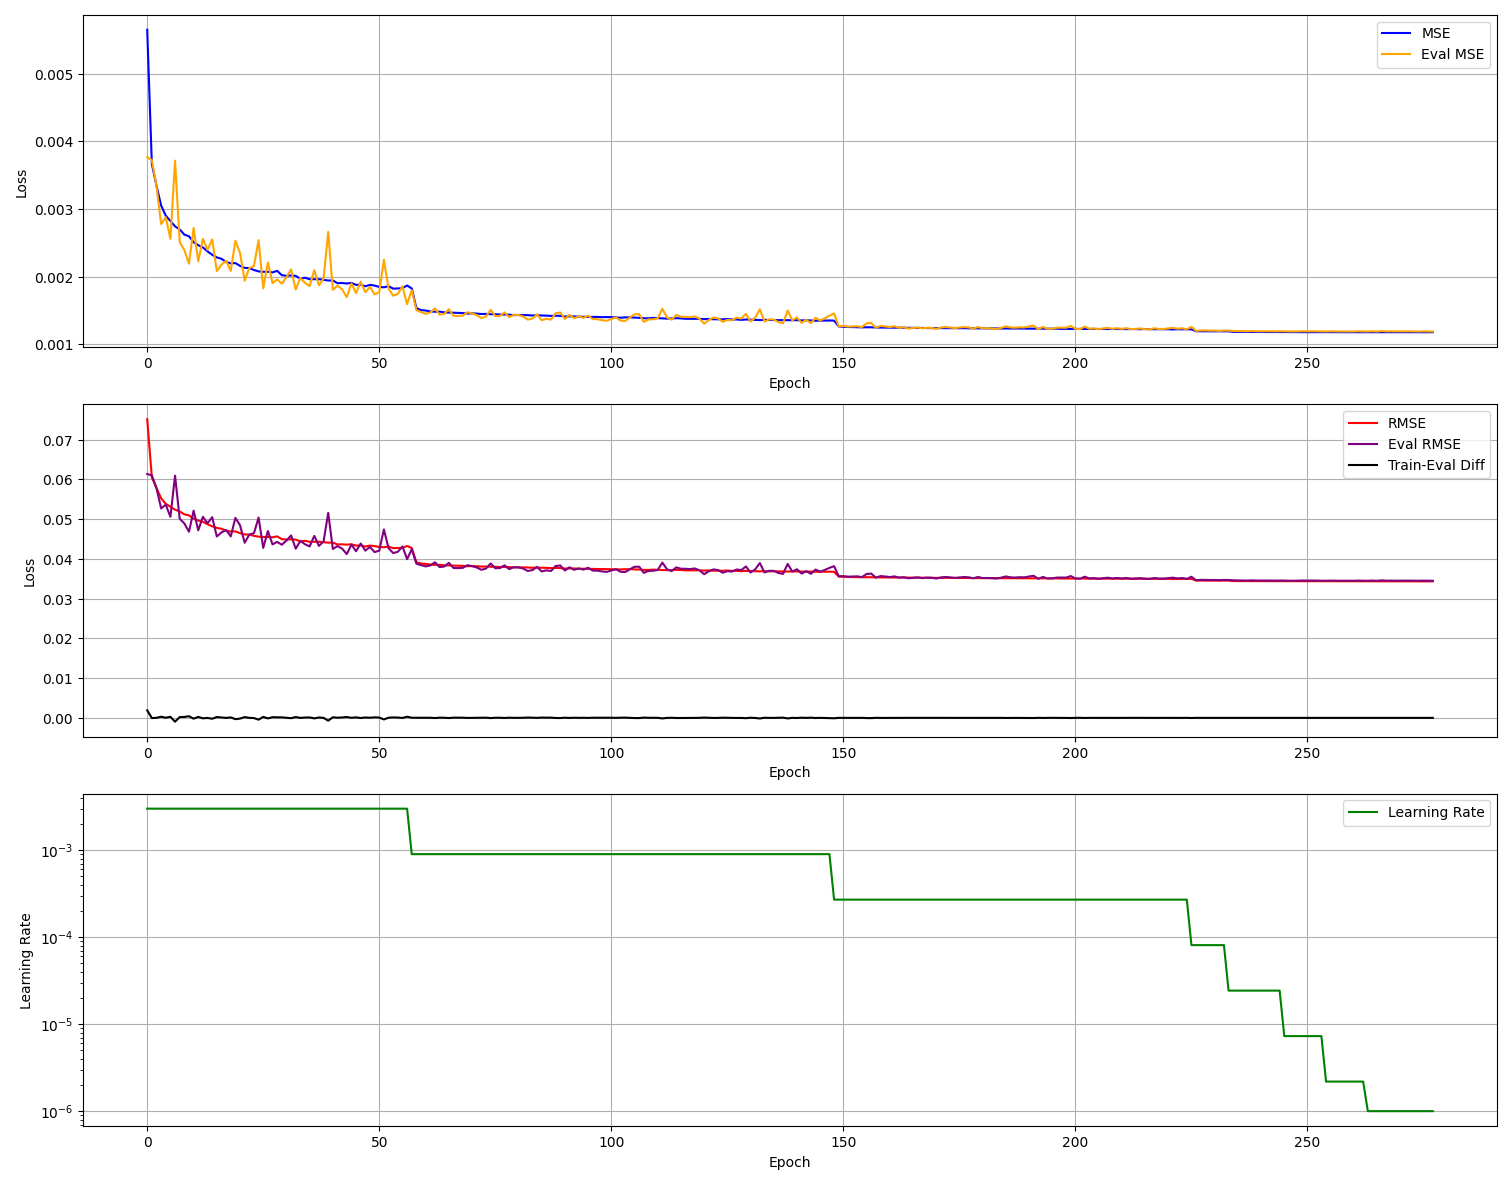 MSE
Eval MSE
0.005
0.004
0.003
0.002
0.001
Loss
0 50 100 150 200 250
Epoch
RMSE
Eval RMSE
Train-Eval Diff
0.07
0.06
0.05
0.04
0.03
0.02
0.01
0.00
Loss
0 50 100 150 200 250
Epoch
Learning Rate
10⁻³
10⁻⁴
10⁻⁵
10⁻⁶
Learning Rate
0 50 100 150 200 250
Epoch